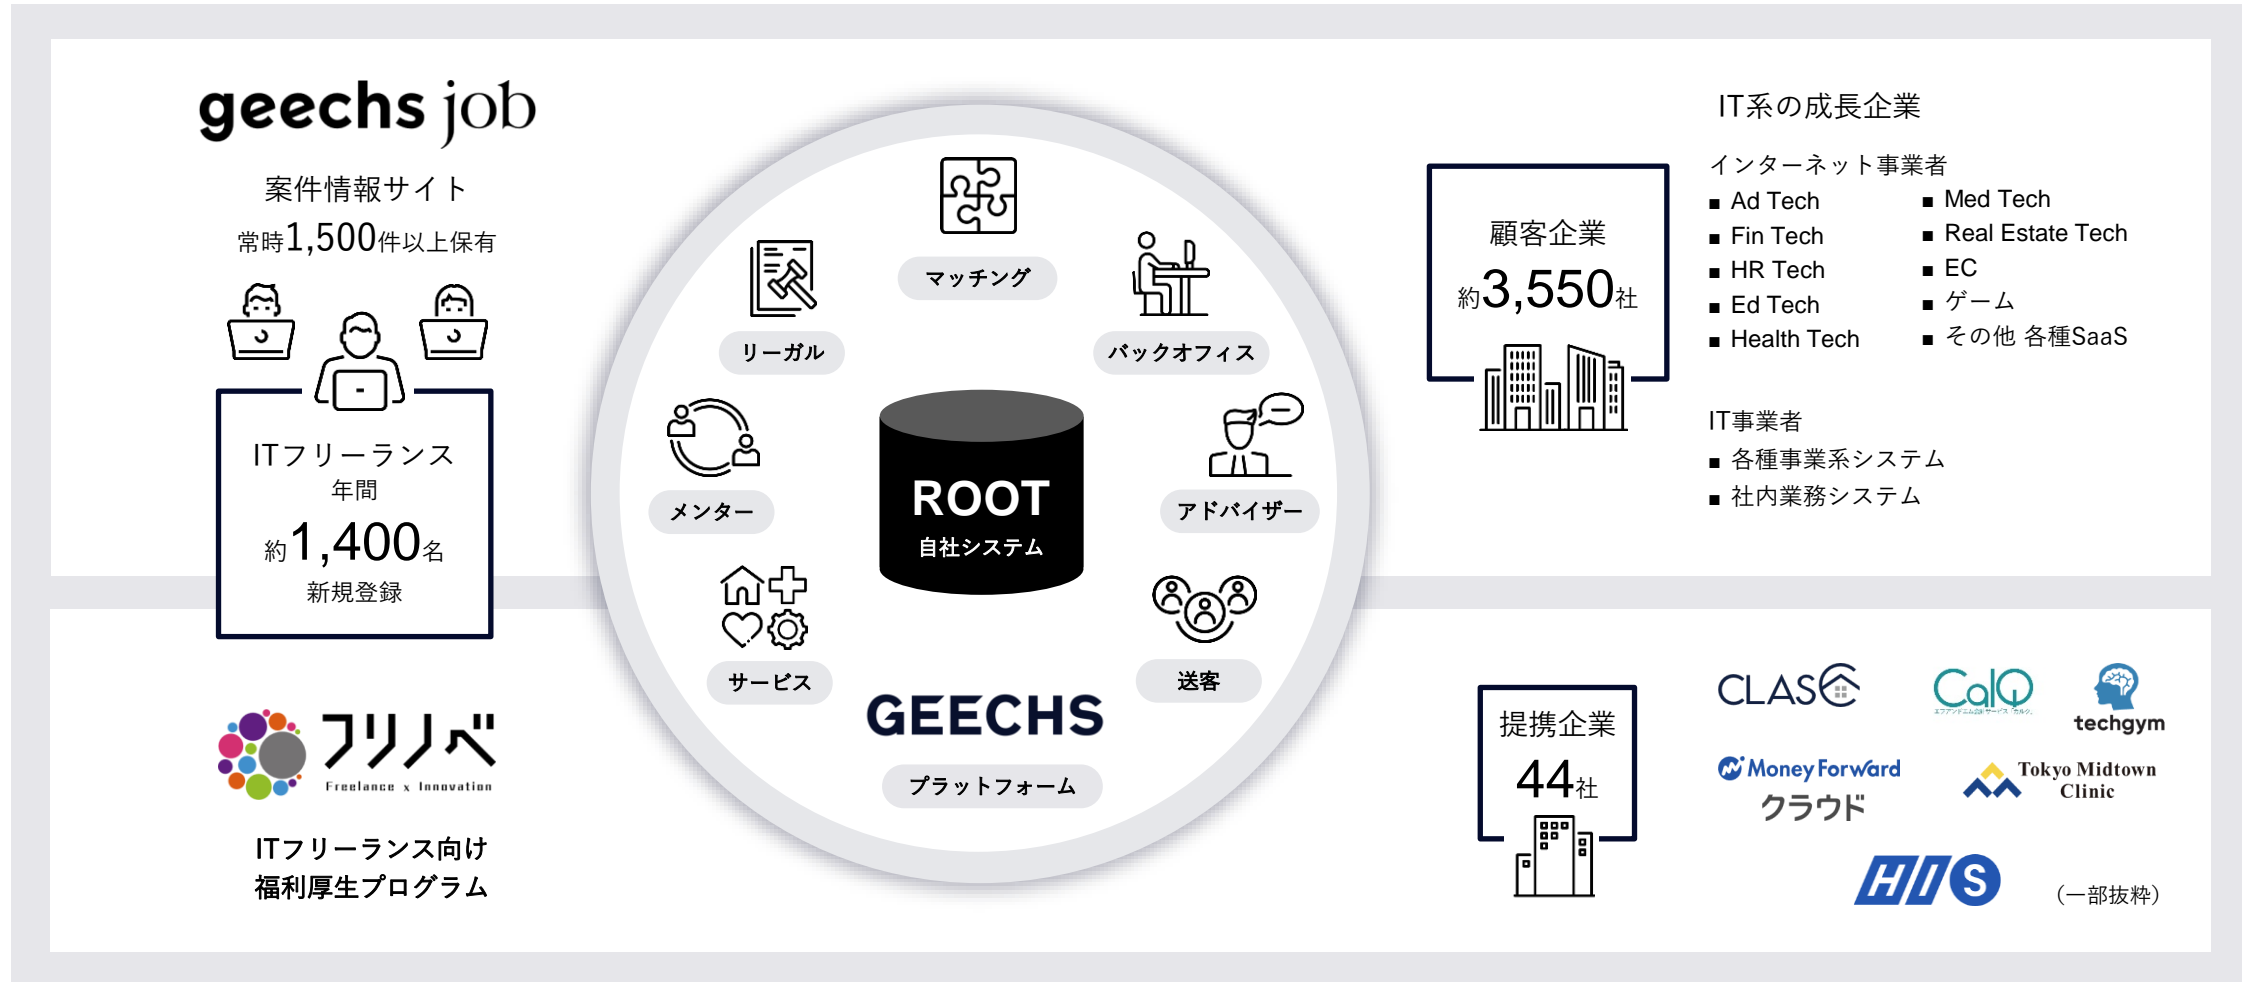 geechs job
案件情報サイト
常時1,500件以上保有
ITフリーランス
年間
約1,400名
新規登録
フリノベ
Freelance x Innovation
ITフリーランス向け
福利厚生プログラム
マッチング
リーガル
バックオフィス
メンター
アドバイザー
サービス
送客
ROOT
自社システム
GEECHS
プラットフォーム
顧客企業
約3,550社
IT系の成長企業
インターネット事業者
■ Ad Tech
■ Fin Tech
■ HR Tech
■ Ed Tech
■ Health Tech
■ Med Tech
■ Real Estate Tech
■ EC
■ ゲーム
■ その他 各種SaaS
IT事業者
■ 各種事業系システム
■ 社内業務システム
提携企業
44社
CLAS
CalQ
techgym
Money Forward
クラウド
Tokyo Midtown
Clinic
HIS
（一部抜粋）